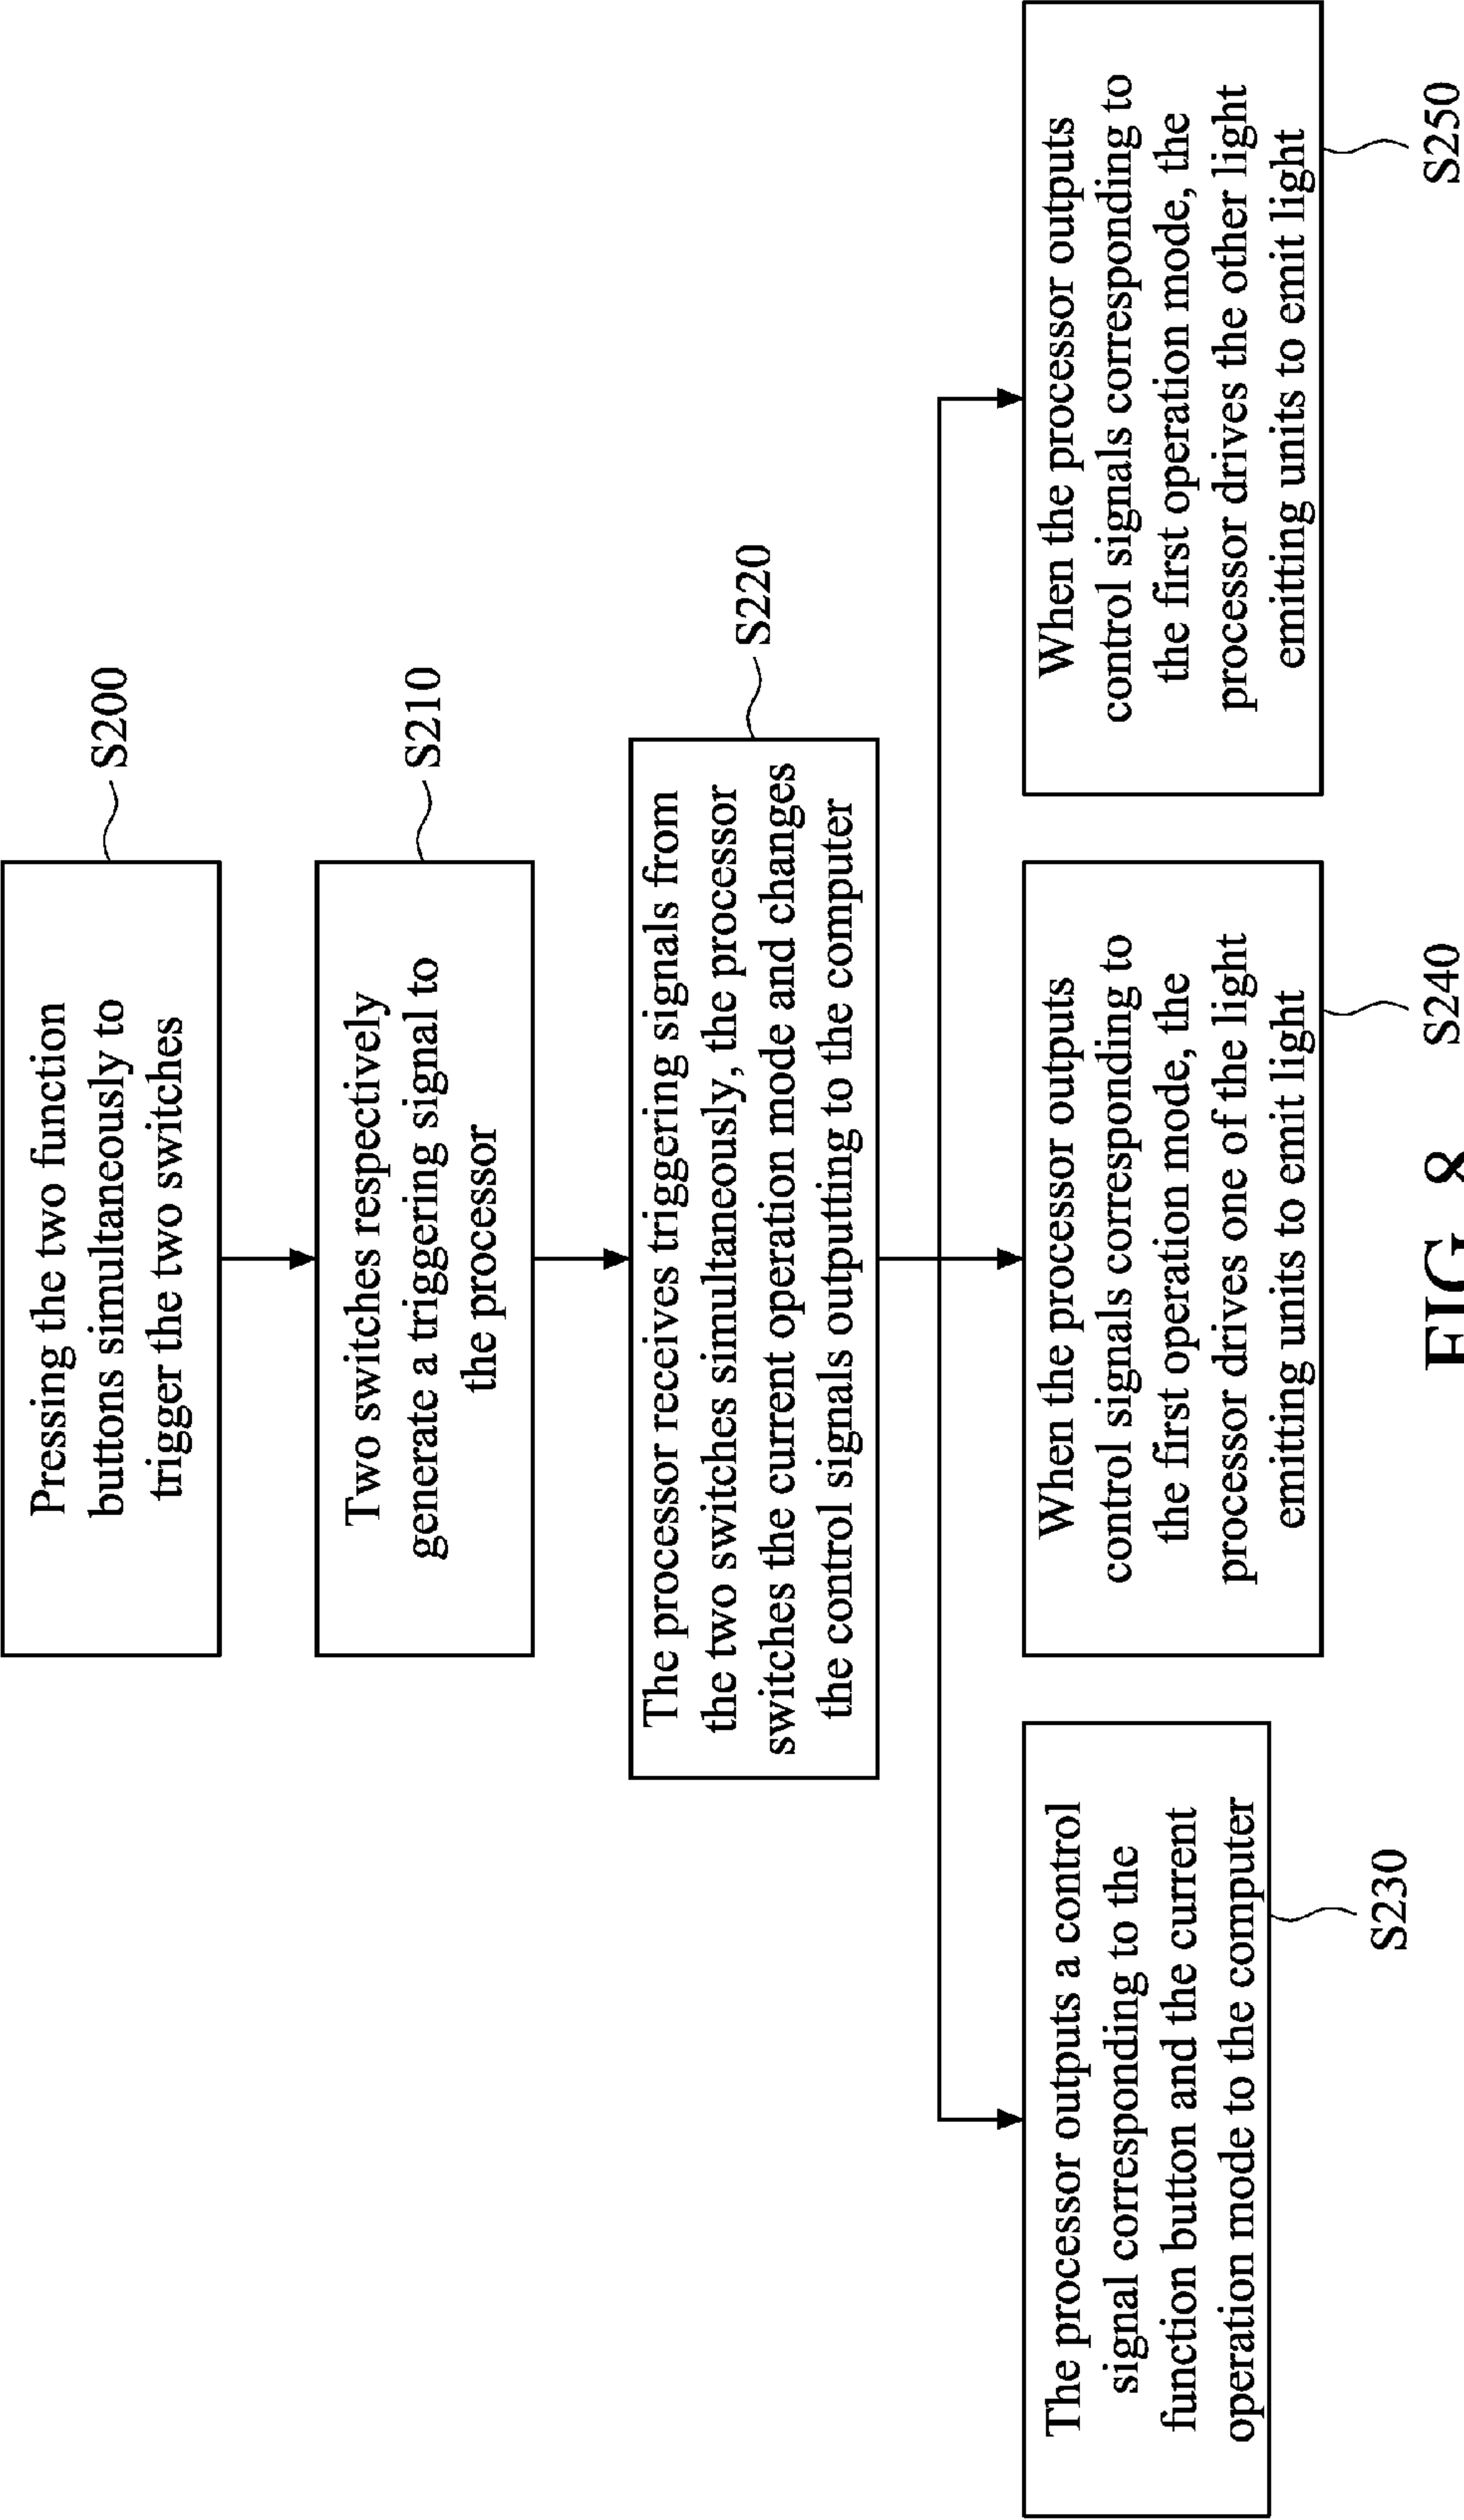 Pressing the two function
buttons simultaneously to
trigger the two switches
S200
Two switches respectively
generate a triggering signal to
the processor
S210
The processor receives triggering signals from
the two switches simultaneously, the processor
switches the current operation mode and changes
the control signals outputting to the computer
S220
The processor outputs a control
signal corresponding to the
function button and the current
operation mode to the computer
S230
When the processor outputs
control signals corresponding to
the first operation mode, the
processor drives one of the light
emitting units to emit light
S240
When the processor outputs
control signals corresponding to
the first operation mode, the
processor drives the other light
emitting units to emit light
S250
FIG. 8